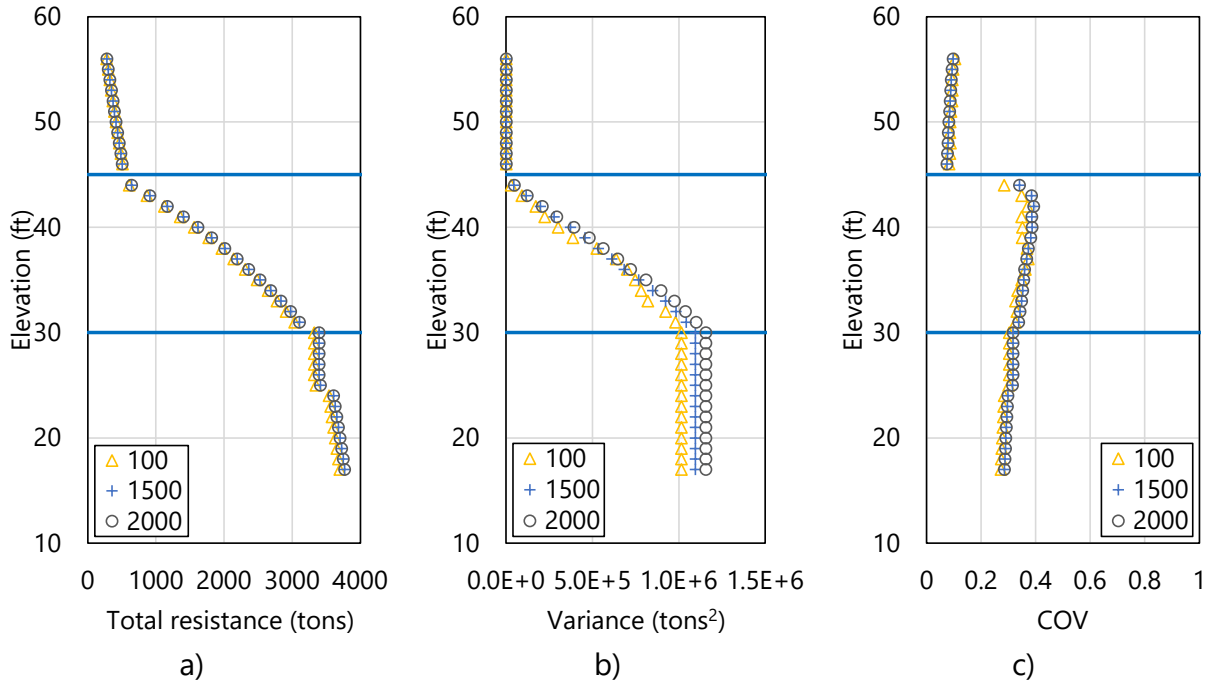 60
50
40
30
20
10
Elevation (ft)
100
1500
2000
0 1000 2000 3000 4000
Total resistance (tons)
a)
60
50
40
30
20
10
Elevation (ft)
100
1500
2000
0.0E+0 5.0E+5 1.0E+6 1.5E+6
Variance (tons²)
b)
60
50
40
30
20
10
Elevation (ft)
100
1500
2000
0 0.2 0.4 0.6 0.8 1
COV
c)